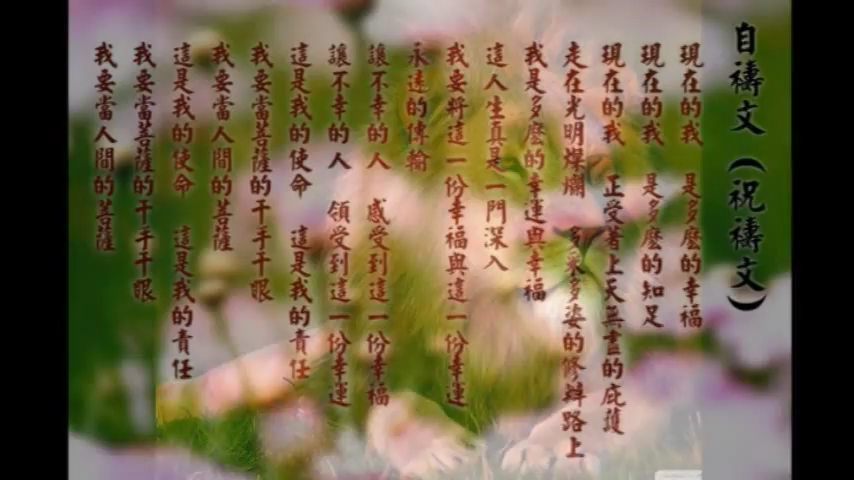 自禱文（祝禱文）
現在的我　是多麼的幸福
現在的我　是多麼的知足
現在的我　正受著上天無盡的庇護
走在光明燦爛　多采多姿的修辦路上
我是多麼的幸運與幸福
這人生真是一門深入
我要將這一份幸福與這一份幸運
永遠的傳輸
讓不幸的人　感受到這一份幸福
讓不幸的人　領受到這一份幸運
這是我的使命　這是我的責任
我要當菩薩的千手千眼
我要當人間的菩薩
這是我的使命　這是我的責任
我要當菩薩的千手千眼
我要當人間的菩薩